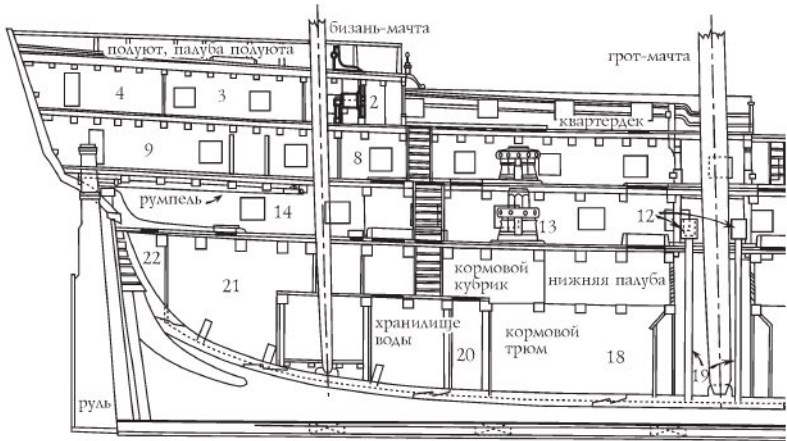 бизань-мачта
полуют, палуба полуюта
грот-мачта
4
3
2
квартердек
9
8
румпель
14
13
12
22
21
кормовой
кубрик
нижняя палуба
хранилище
воды
20
кормовой
трюм
18
19
руль